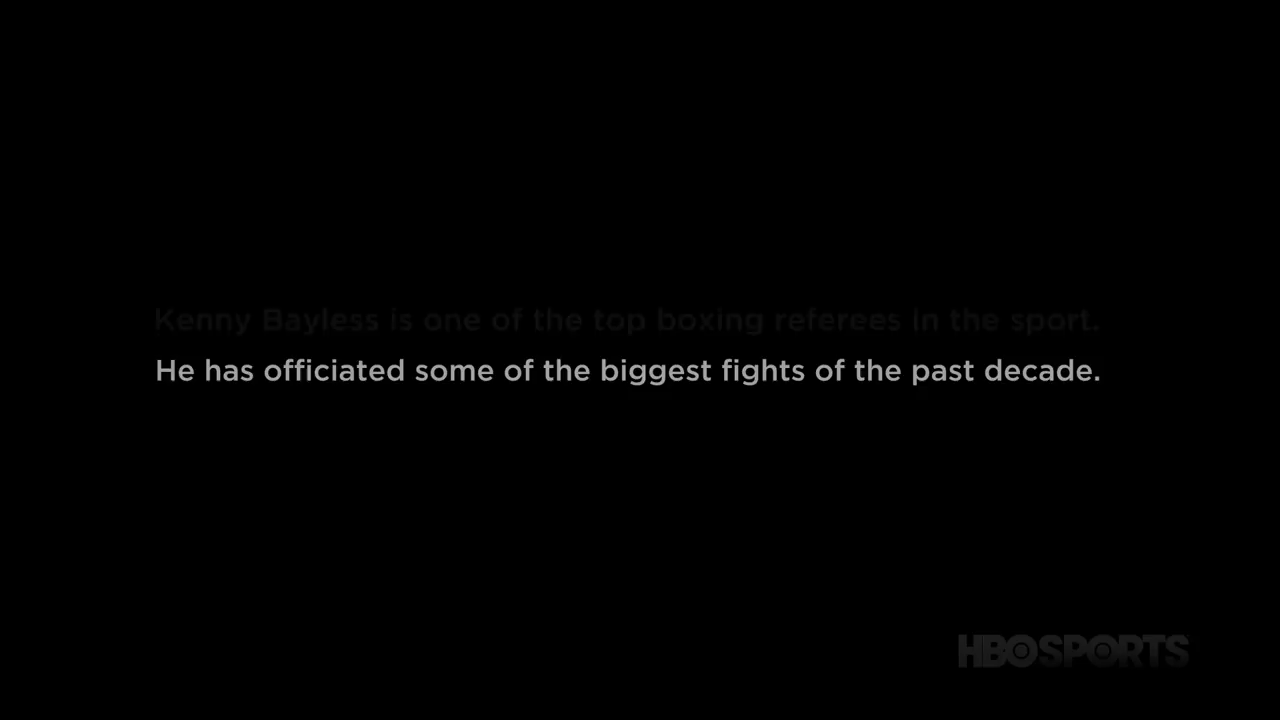 Kenny Bayless is one of the top boxing referees in the sport.
He has officiated some of the biggest fights of the past decade.
HBOSPORTS